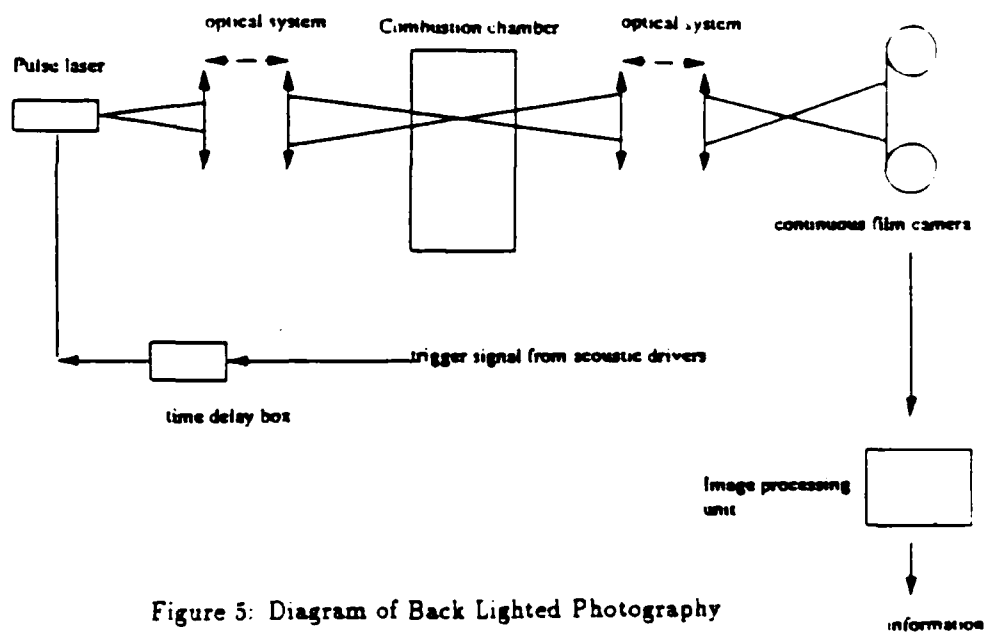 optical system
Combustion chamber
optical system
Pulse laser
continuous film camera
trigger signal from acoustic drivers
time delay box
Image processing
unit
Figure 5: Diagram of Back Lighted Photography
information